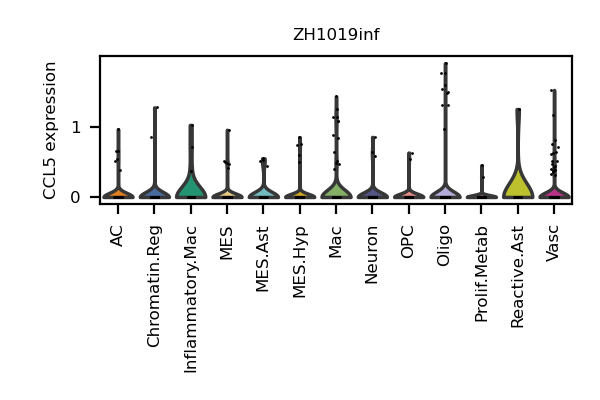 ZH1019inf
CCL5 expression
1
0
AC
Chromatin.Reg
Inflammatory.Mac
MES
MES.Ast
MES.Hyp
Mac
Neuron
OPC
Oligo
Prolif.Metab
Reactive.Ast
Vasc